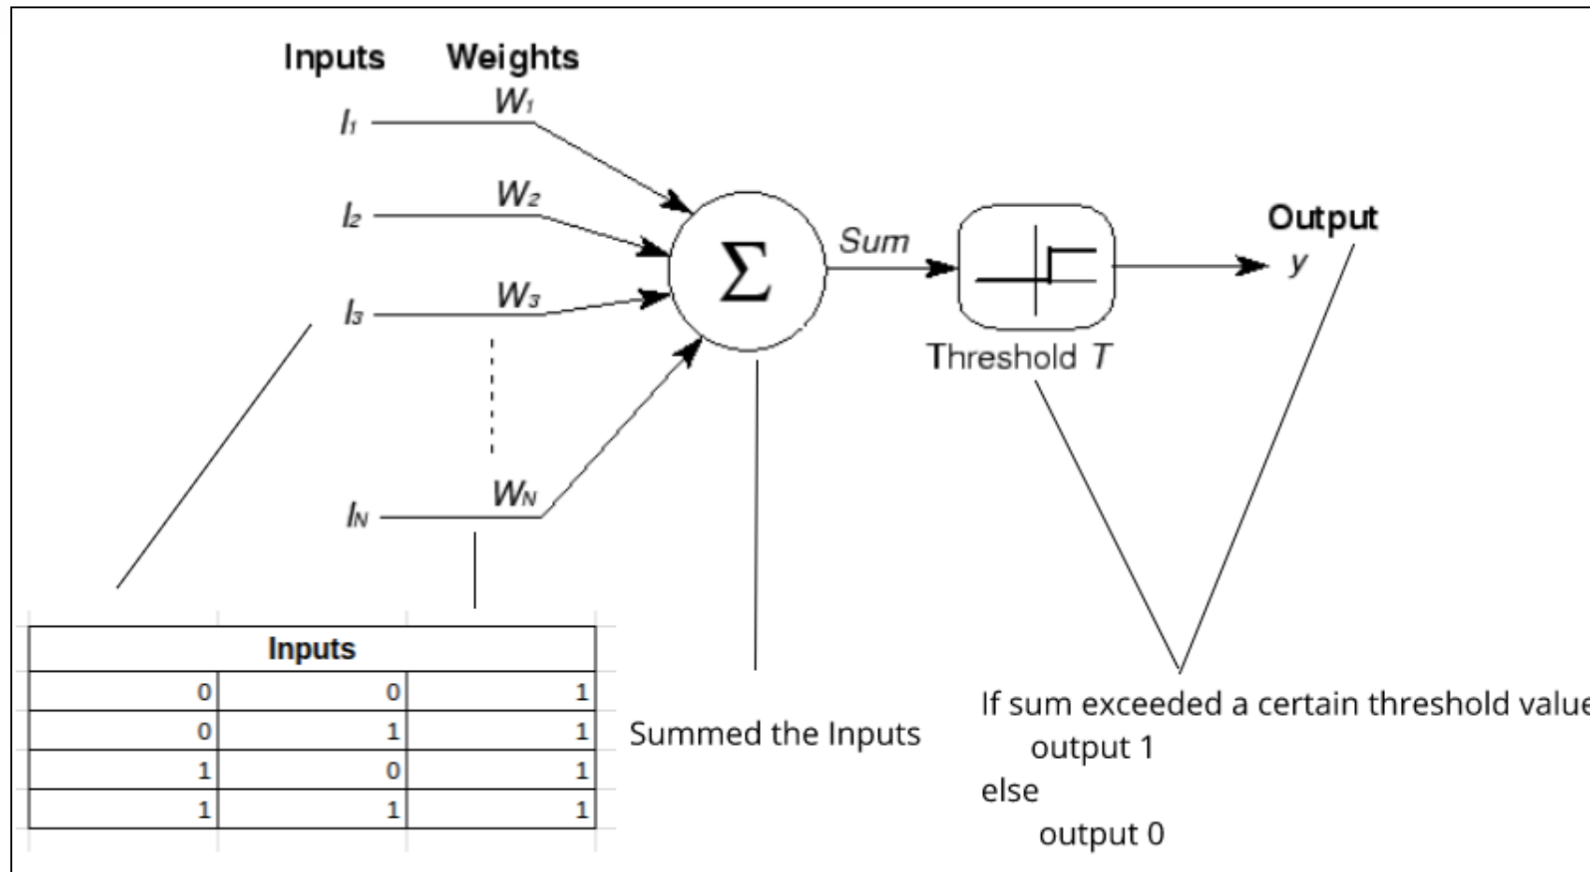 Inputs Weights
I1 W1
I2 W2
I3 W3
IN WN
Σ
Sum
Threshold T
Output
y
Inputs
0 0 1
0 1 1
1 0 1
1 1 1
Summed the Inputs
If sum exceeded a certain threshold value
output 1
else
output 0